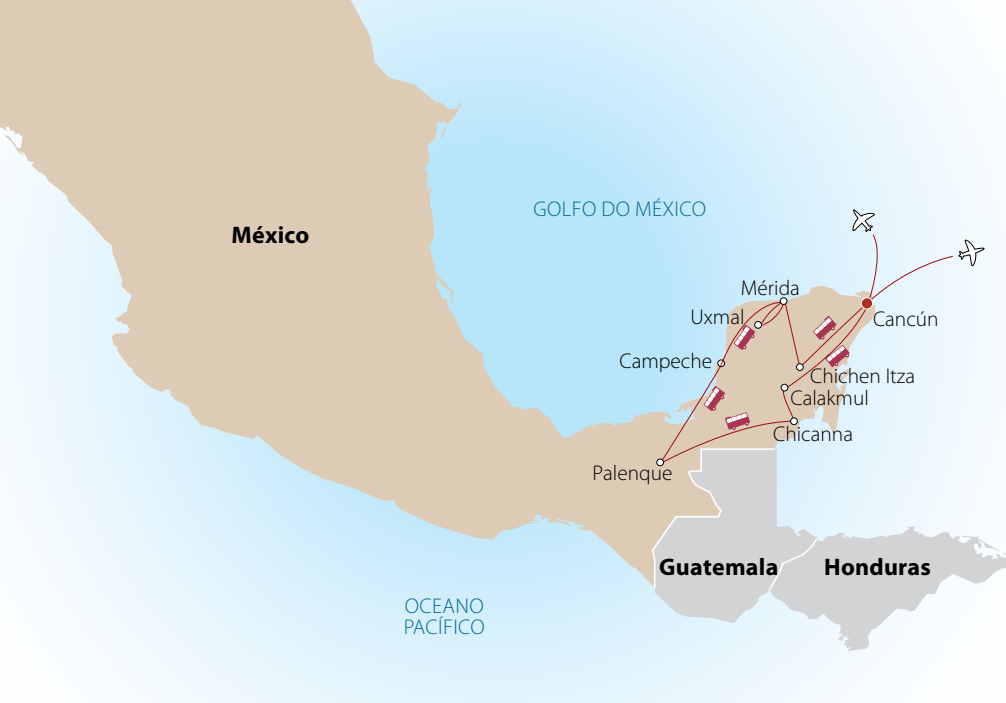 GOLFO DO MÉXICO
México
Mérida
Uxmal
Cancún
Campeche
Chichen Itza
Calakmul
Chicanna
Palenque
Guatemala
Honduras
OCEANO
PACÍFICO